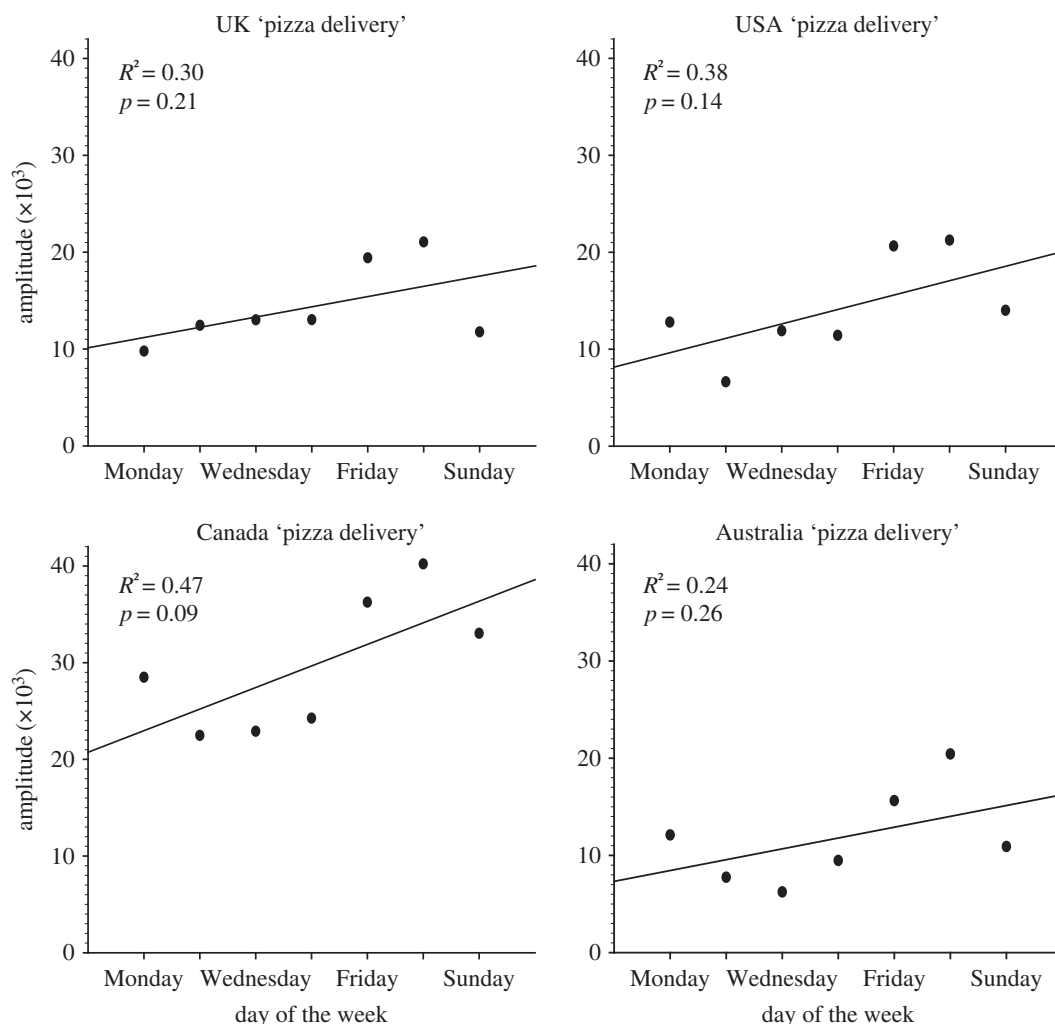 UK ‘pizza delivery’
R² = 0.30
p = 0.21
40
30
20
10
0
amplitude (×10³)
Monday Wednesday Friday Sunday
USA ‘pizza delivery’
R² = 0.38
p = 0.14
40
30
20
10
0
Monday Wednesday Friday Sunday
Canada ‘pizza delivery’
R² = 0.47
p = 0.09
40
30
20
10
0
amplitude (×10³)
Monday Wednesday Friday Sunday
day of the week
Australia ‘pizza delivery’
R² = 0.24
p = 0.26
40
30
20
10
0
Monday Wednesday Friday Sunday
day of the week